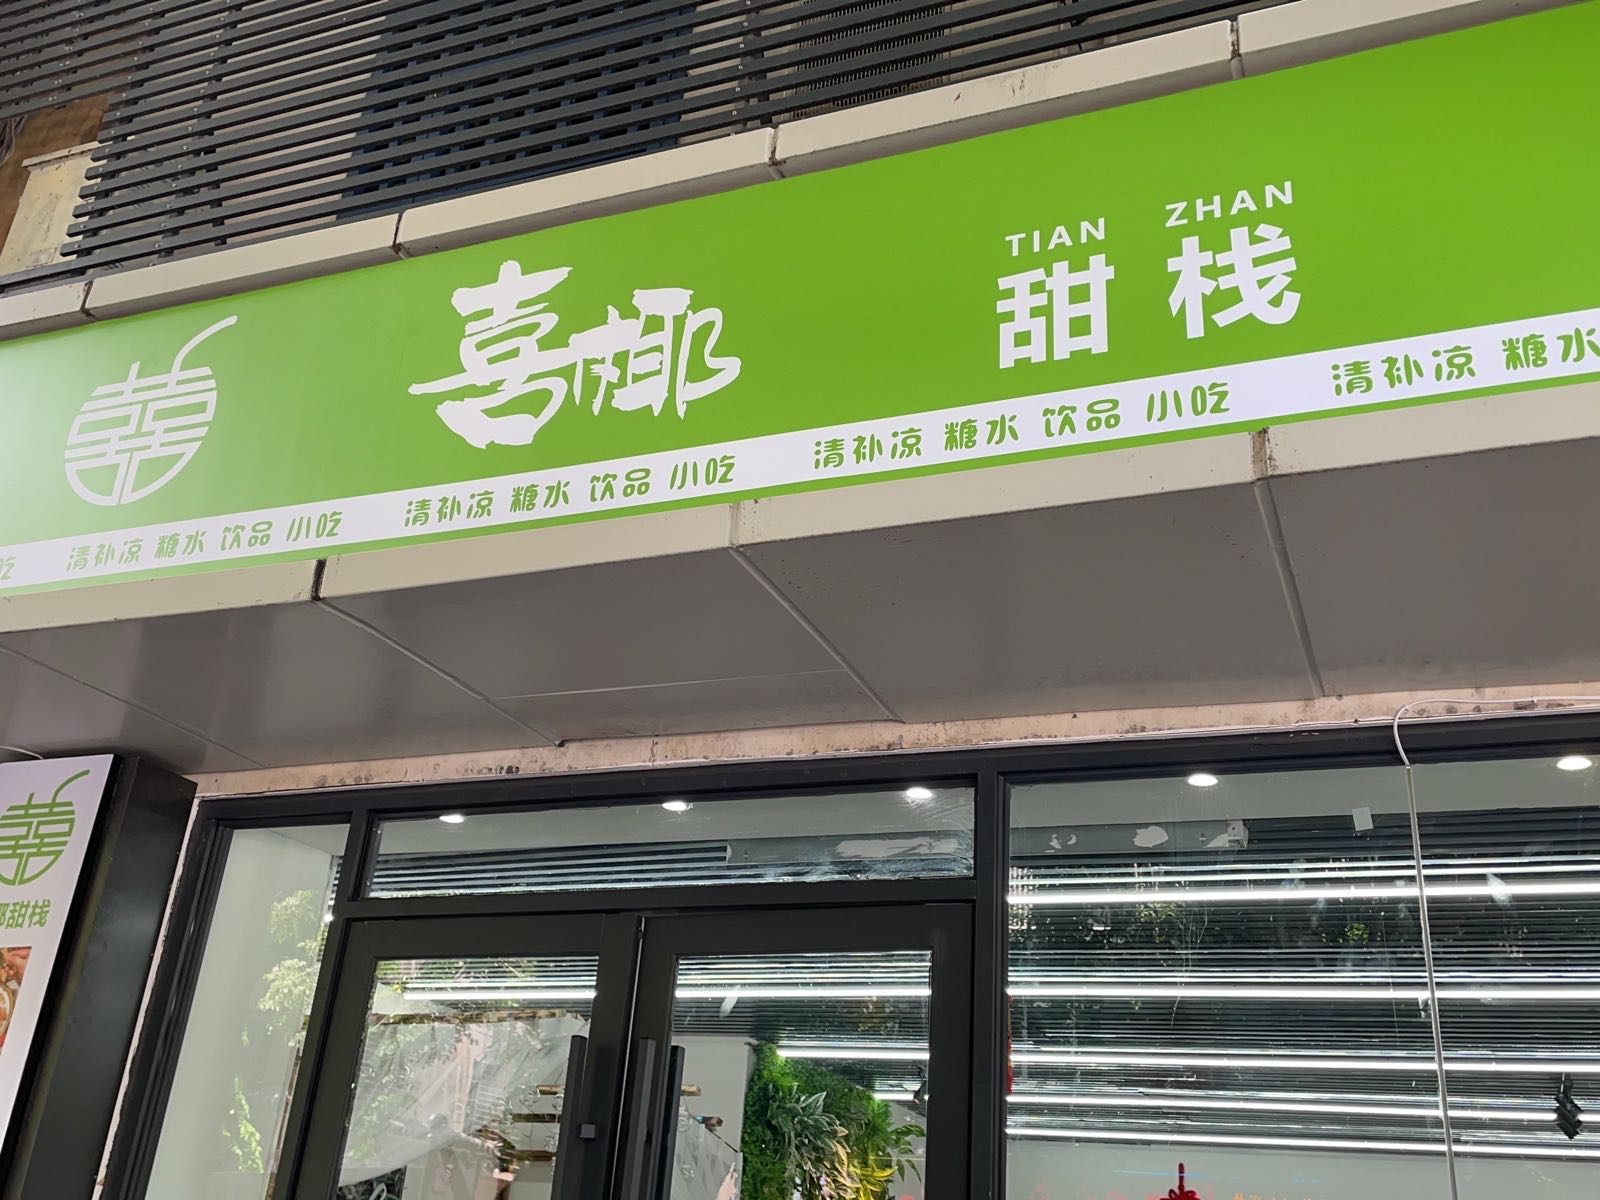 TIAN ZHAN
喜椰 甜栈
清补凉 糖水 饮品 小吃 清补凉 糖水 饮品 小吃 清补凉 糖水 饮品 小吃 清补凉 糖水
甜栈